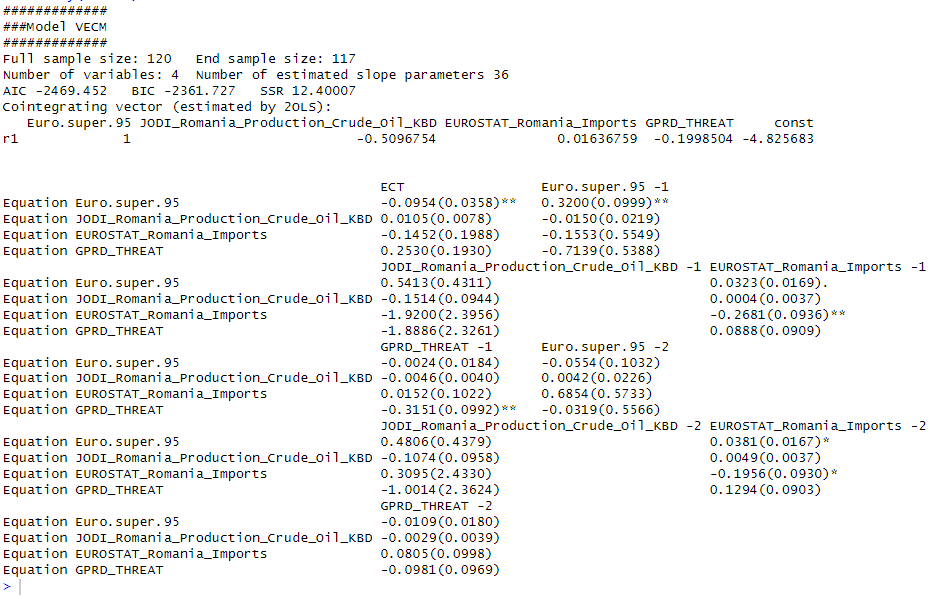 #############
###Model VECM
#############
Full sample size: 120   End sample size: 117
Number of variables: 4  Number of estimated slope parameters 36
AIC -2469.452   BIC -2361.727   SSR 12.40007
Cointegrating vector (estimated by 2OLS):
   Euro.super.95 JODI_Romania_Production_Crude_Oil_KBD EUROSTAT_Romania_Imports GPRD_THREAT     const
r1             1                            -0.5096754               0.01636759  -0.1998504 -4.825683
                                               ECT                 Euro.super.95 -1
Equation Euro.super.95                         -0.0954(0.0358)**   0.3200(0.0999)**
Equation JODI_Romania_Production_Crude_Oil_KBD 0.0105(0.0078)      -0.0150(0.0219)
Equation EUROSTAT_Romania_Imports              -0.1452(0.1988)     -0.1553(0.5549)
Equation GPRD_THREAT                           0.2530(0.1930)      -0.7139(0.5388)
                                               JODI_Romania_Production_Crude_Oil_KBD -1 EUROSTAT_Romania_Imports -1
Equation Euro.super.95                         0.5413(0.4311)                           0.0323(0.0169).
Equation JODI_Romania_Production_Crude_Oil_KBD -0.1514(0.0944)                          0.0004(0.0037)
Equation EUROSTAT_Romania_Imports              -1.9200(2.3956)                          -0.2681(0.0936)**
Equation GPRD_THREAT                           -1.8886(2.3261)                          0.0888(0.0909)
                                               GPRD_THREAT -1      Euro.super.95 -2
Equation Euro.super.95                         -0.0024(0.0184)     -0.0554(0.1032)
Equation JODI_Romania_Production_Crude_Oil_KBD -0.0046(0.0040)     0.0042(0.0226)
Equation EUROSTAT_Romania_Imports              0.0152(0.1022)      0.6854(0.5733)
Equation GPRD_THREAT                           -0.3151(0.0992)**   -0.0319(0.5566)
                                               JODI_Romania_Production_Crude_Oil_KBD -2 EUROSTAT_Romania_Imports -2
Equation Euro.super.95                         0.4806(0.4379)                           0.0381(0.0167)*
Equation JODI_Romania_Production_Crude_Oil_KBD -0.1074(0.0958)                          0.0049(0.0037)
Equation EUROSTAT_Romania_Imports              0.3095(2.4330)                           -0.1956(0.0930)*
Equation GPRD_THREAT                           -1.0014(2.3624)                          0.1294(0.0903)
                                               GPRD_THREAT -2
Equation Euro.super.95                         -0.0109(0.0180)
Equation JODI_Romania_Production_Crude_Oil_KBD -0.0029(0.0039)
Equation EUROSTAT_Romania_Imports              0.0805(0.0998)
Equation GPRD_THREAT                           -0.0981(0.0969)
>